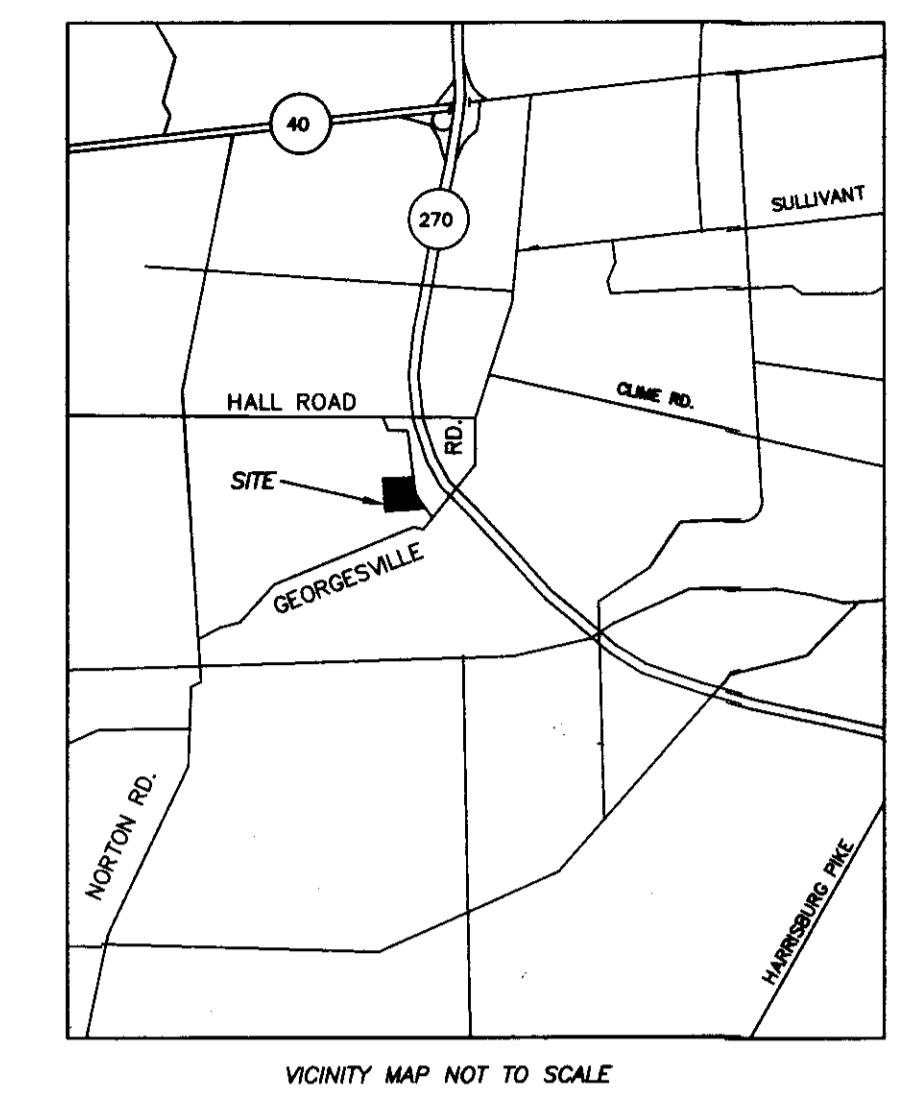 40
SULLIVANT
270
CLIME RD.
HALL ROAD
RD.
SITE
GEORGESVILLE
NORTON RD.
HARRISBURG PIKE
VICINITY MAP NOT TO SCALE